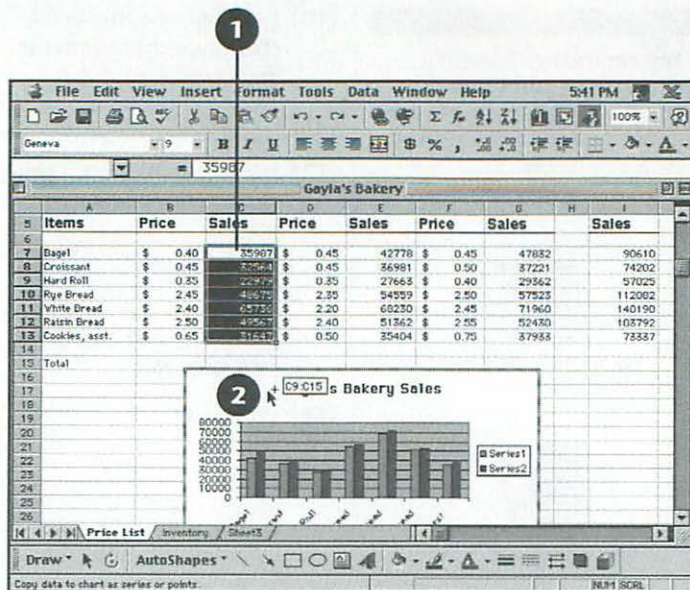 1
File Edit View Insert Format Tools Data Window Help 5:41 PM
100%
Geneva 9 B I U $ % ,
= 35987
Gayla's Bakery
A B C D E F G H I
5 Items Price Sales Price Sales Price Sales Sales
6
7 Bagel $ 0.40 35987 $ 0.45 42778 $ 0.45 47832 90610
8 Croissant $ 0.45 $ 0.45 36981 $ 0.50 37221 74202
9 Hard Roll $ 0.35 $ 0.35 27663 $ 0.40 29362 57025
10 Rye Bread $ 2.45 $ 2.35 54559 $ 2.50 57523 112082
11 White Bread $ 2.40 $ 2.20 68230 $ 2.45 71960 140190
12 Raisin Bread $ 2.50 $ 2.40 51362 $ 2.55 52430 103792
13 Cookies, asst. $ 0.65 31647 $ 0.50 35404 $ 0.75 37933 73337
14
15 Total
16
17
18
19
20
21
22
23
24
25
26
2
C9:C15
s Bakery Sales
80000
70000
60000
50000
40000
30000
20000
10000
0
Series1
Series2
Price List Inventory Sheet3
Draw AutoShapes
Copy data to chart as series or points. NUM SCRL